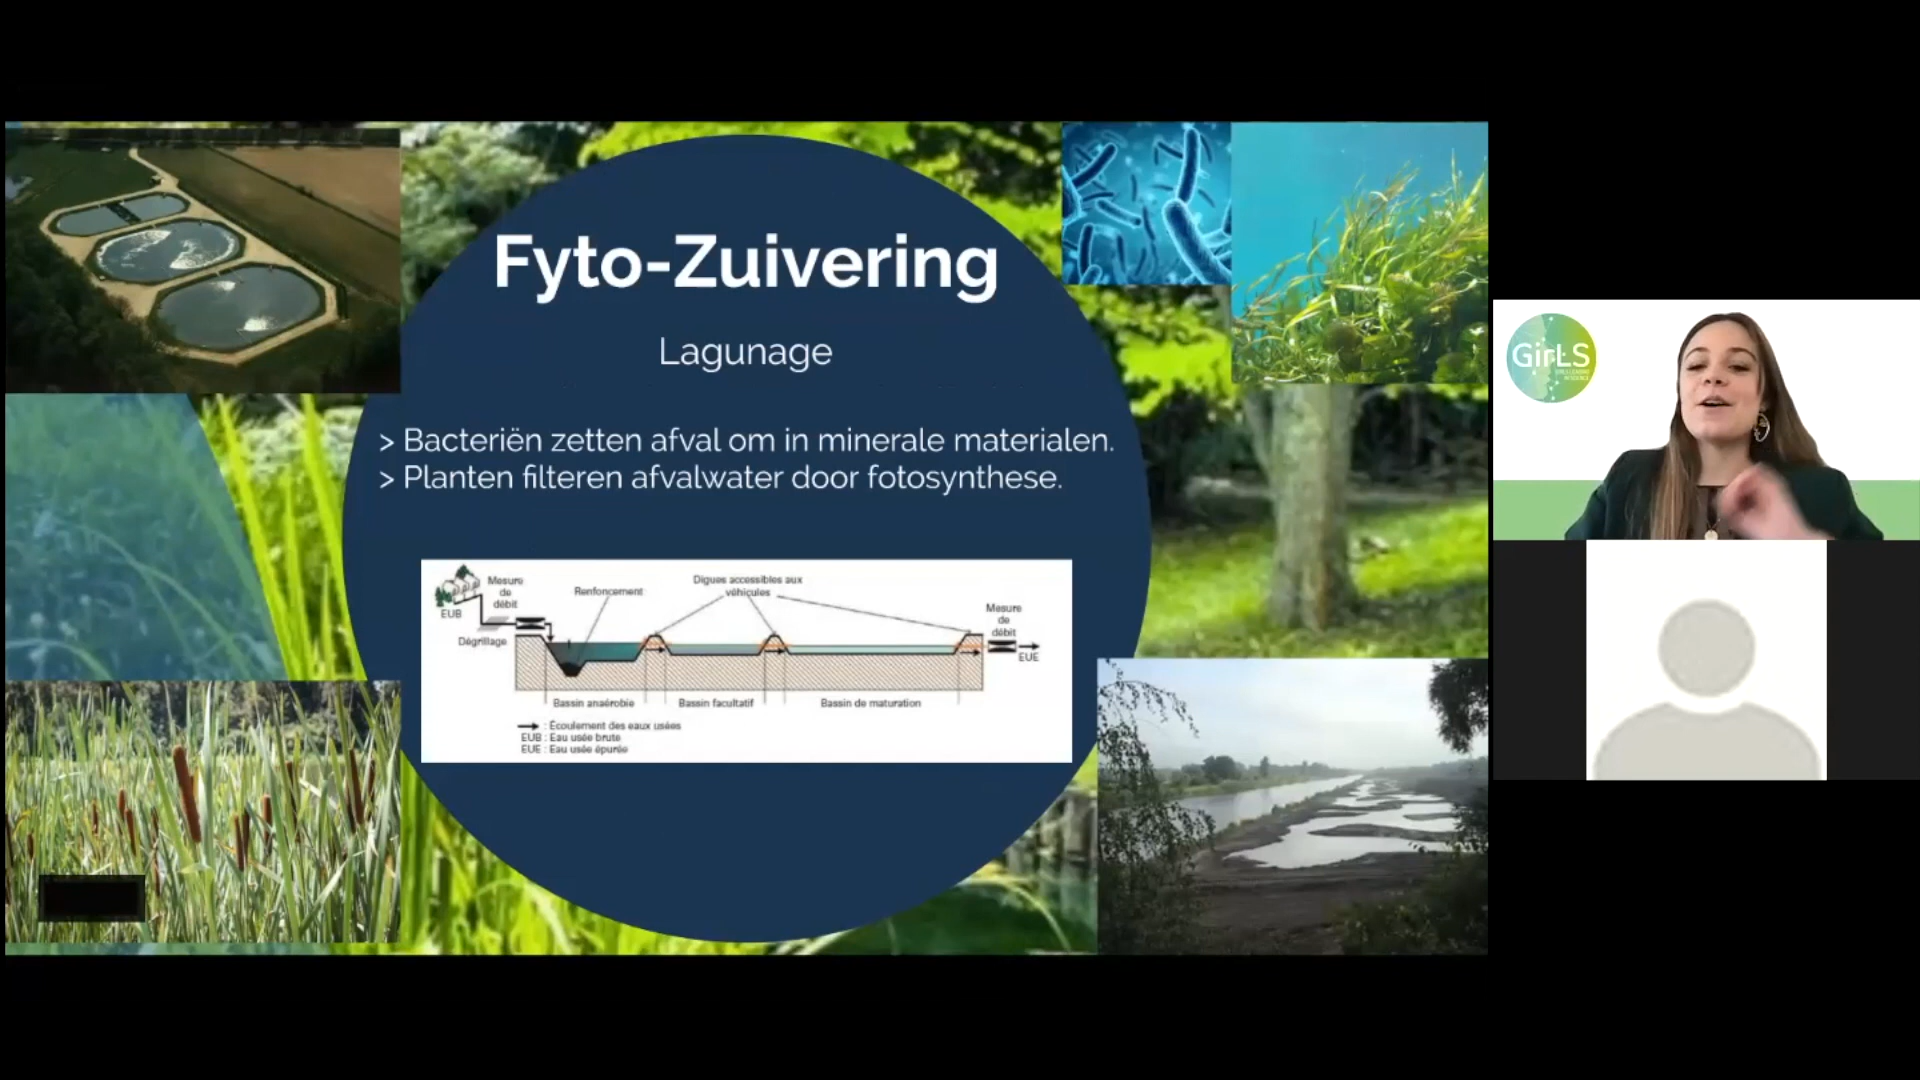 Fyto-Zuivering
Lagunage
> Bacteriën zetten afval om in minerale materialen.
> Planten filteren afvalwater door fotosynthese.
Mesure
de
débit
EUB
Dégrillage
Renfoncement
Digues accessibles aux
véhicules
Mesure
de
débit
EUE
Bassin anaérobie
Bassin facultatif
Bassin de maturation
: Écoulement des eaux usées
EUB : Eau usée brute
EUE : Eau usée épurée
GirLS